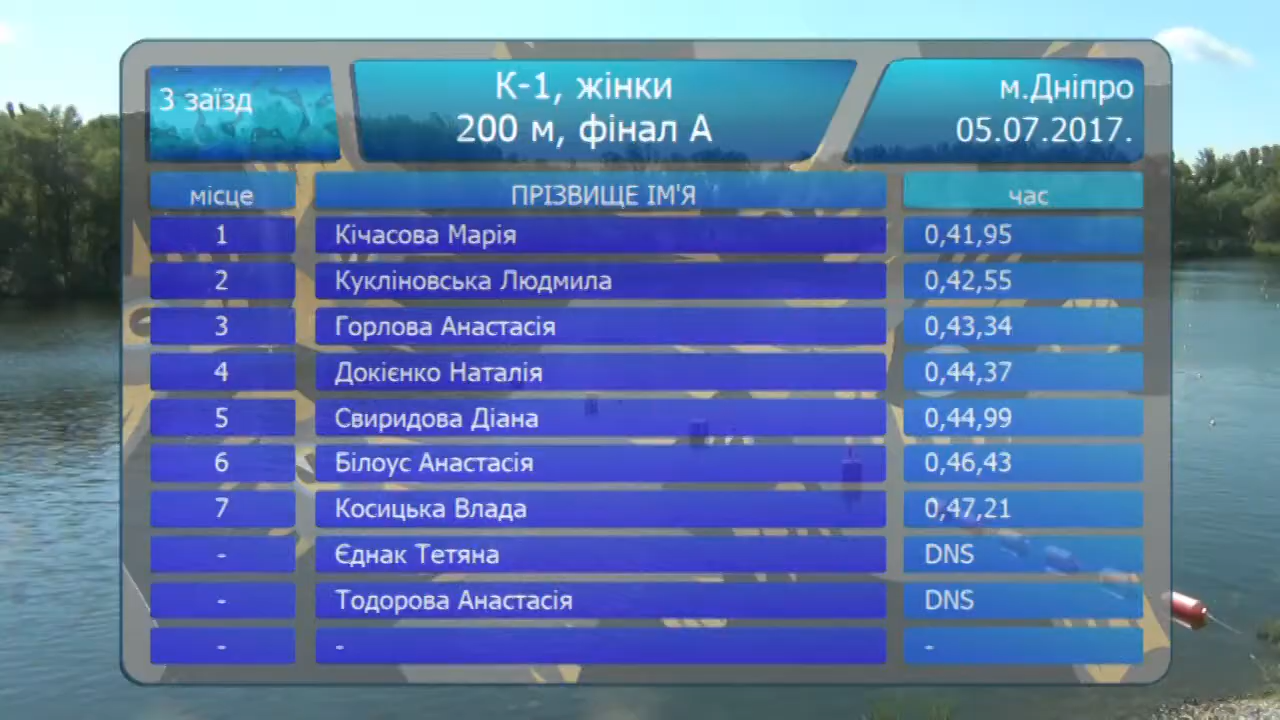 3 заїзд
К-1, жінки
200 м, фінал А
м.Дніпро
05.07.2017.
місце ПРІЗВИЩЕ ІМ'Я час
1 Кічасова Марія 0,41,95
2 Кукліновська Людмила 0,42,55
3 Горлова Анастасія 0,43,34
4 Докієнко Наталія 0,44,37
5 Свиридова Діана 0,44,99
6 Білоус Анастасія 0,46,43
7 Косицька Влада 0,47,21
- Єднак Тетяна DNS
- Тодорова Анастасія DNS
- - -